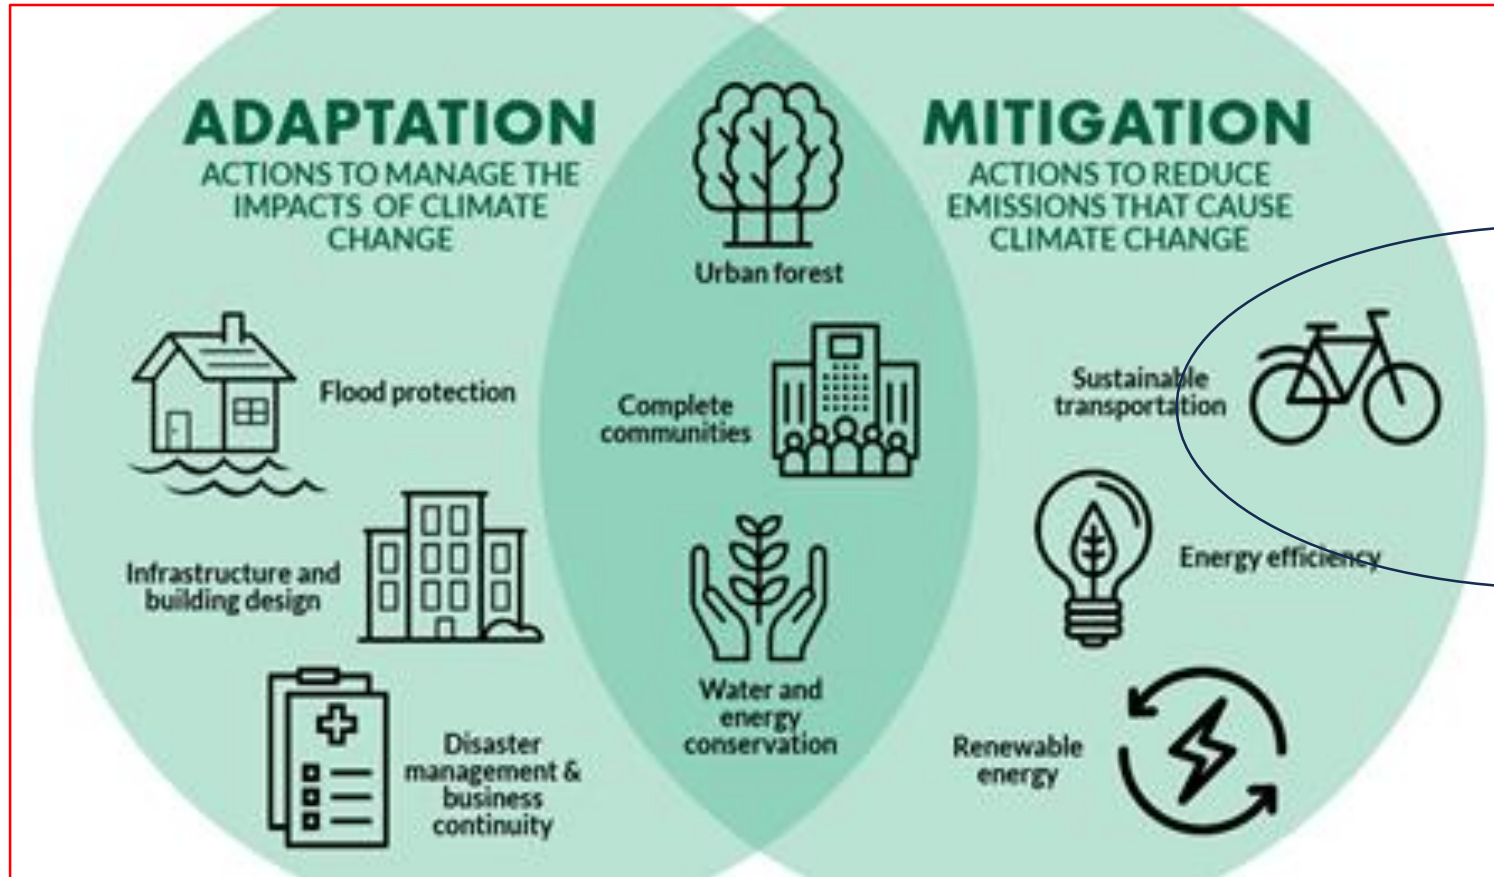 ADAPTATION
ACTIONS TO MANAGE THE
IMPACTS OF CLIMATE
CHANGE
Flood protection
Infrastructure and
building design
Disaster
management &
business
continuity
Urban forest
Complete
communities
Water and
energy
conservation
MITIGATION
ACTIONS TO REDUCE
EMISSIONS THAT CAUSE
CLIMATE CHANGE
Sustainable
transportation
Energy efficiency
Renewable
energy